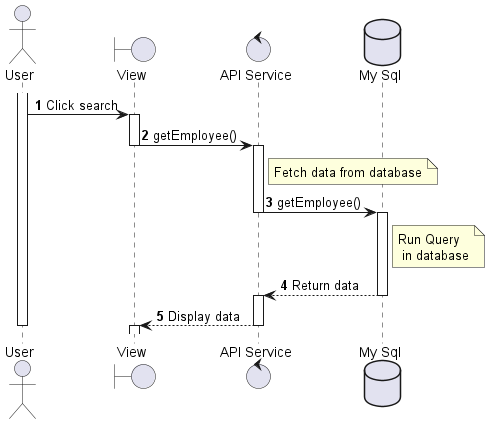 User
View
API Service
My Sql
1 Click search
2 getEmployee()
Fetch data from database
3 getEmployee()
Run Query
in database
4 Return data
5 Display data
User
View
API Service
My Sql